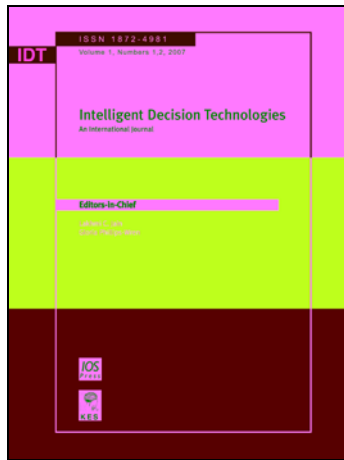 ISSN 1872-4981
IDT
Volume 1, Numbers 1,2, 2007
Intelligent Decision Technologies
An International Journal
Editors-in-Chief
IOS
Press
KES